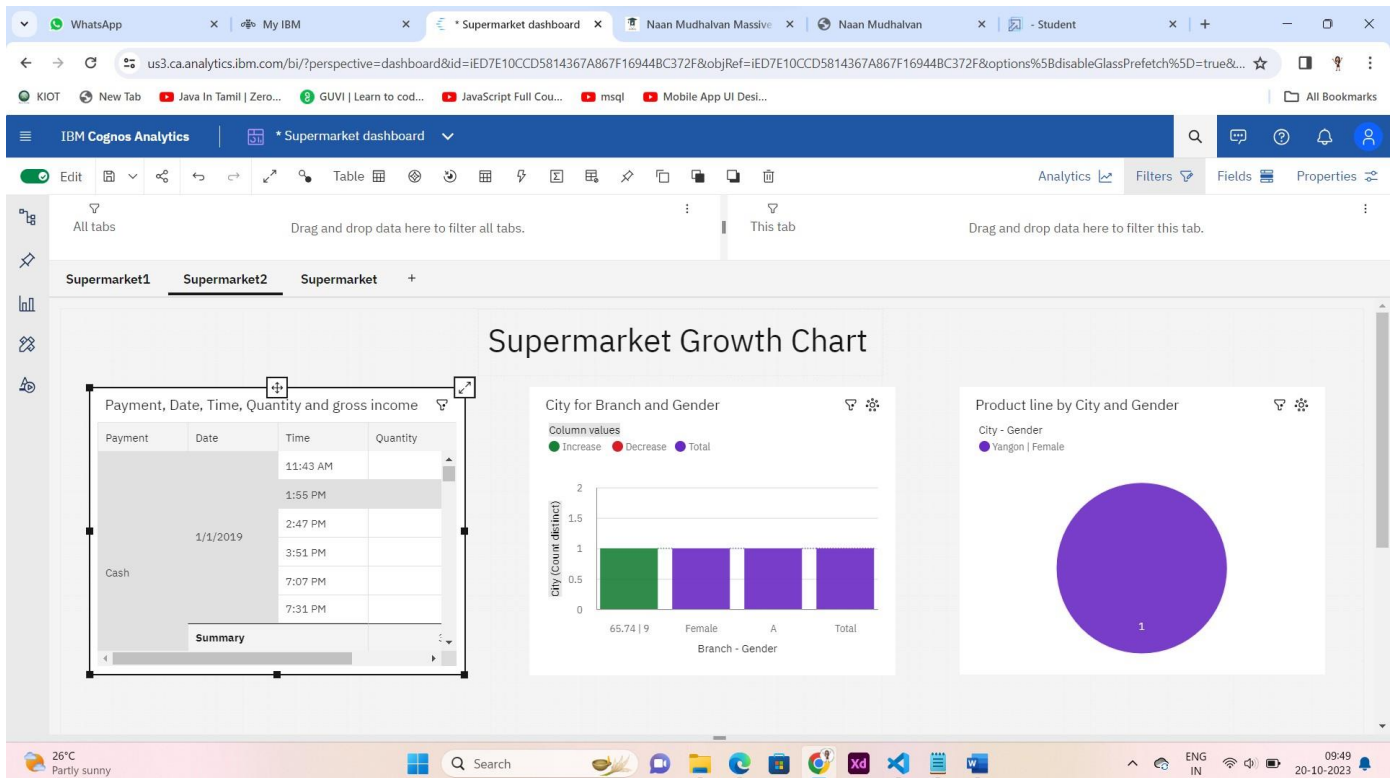 WhatsApp
My IBM
* Supermarket dashboard
Naan Mudhalvan Massive
Naan Mudhalvan
- Student
us3.ca.analytics.ibm.com/bi/?perspective=dashboard&id=iED7E10CCD5814367A867F16944BC372F&objRef=iED7E10CCD5814367A867F16944BC372F&options%5BdisableGlassPrefetch%5D=true&...
KIOT
New Tab
Java In Tamil | Zero...
GUVI | Learn to cod...
JavaScript Full Cou...
msql
Mobile App UI Desi...
All Bookmarks
IBM Cognos Analytics
* Supermarket dashboard
Edit
Table
Analytics
Filters
Fields
Properties
All tabs
Drag and drop data here to filter all tabs.
This tab
Drag and drop data here to filter this tab.
Supermarket1
Supermarket2
Supermarket
+
Supermarket Growth Chart
Payment, Date, Time, Quantity and gross income
Payment Date Time Quantity
11:43 AM
1:55 PM
2:47 PM
1/1/2019
3:51 PM
Cash
7:07 PM
7:31 PM
Summary
City for Branch and Gender
Column values
Increase Decrease Total
City (Count distinct)
2
1.5
1
0.5
0
65.74 | 9 Female A Total
Branch - Gender
Product line by City and Gender
City - Gender
Yangon | Female
1
26°C
Partly sunny
Search
Xd
W
ENG
IN
09:49
20-10-2023